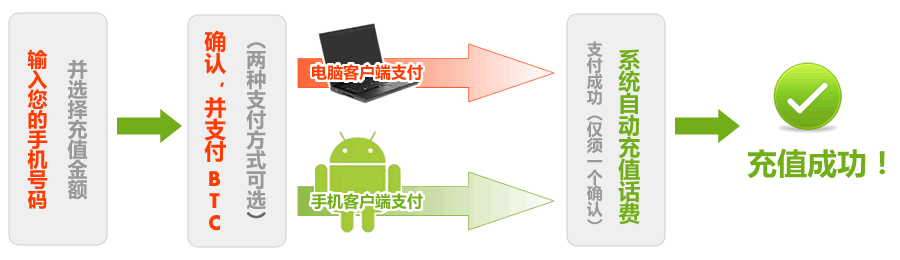 输入您的手机号码
并选择充值金额
确认，并支付BTC
（两种支付方式可选）
电脑客户端支付
手机客户端支付
支付成功（仅须一个确认）
系统自动充值话费
充值成功！